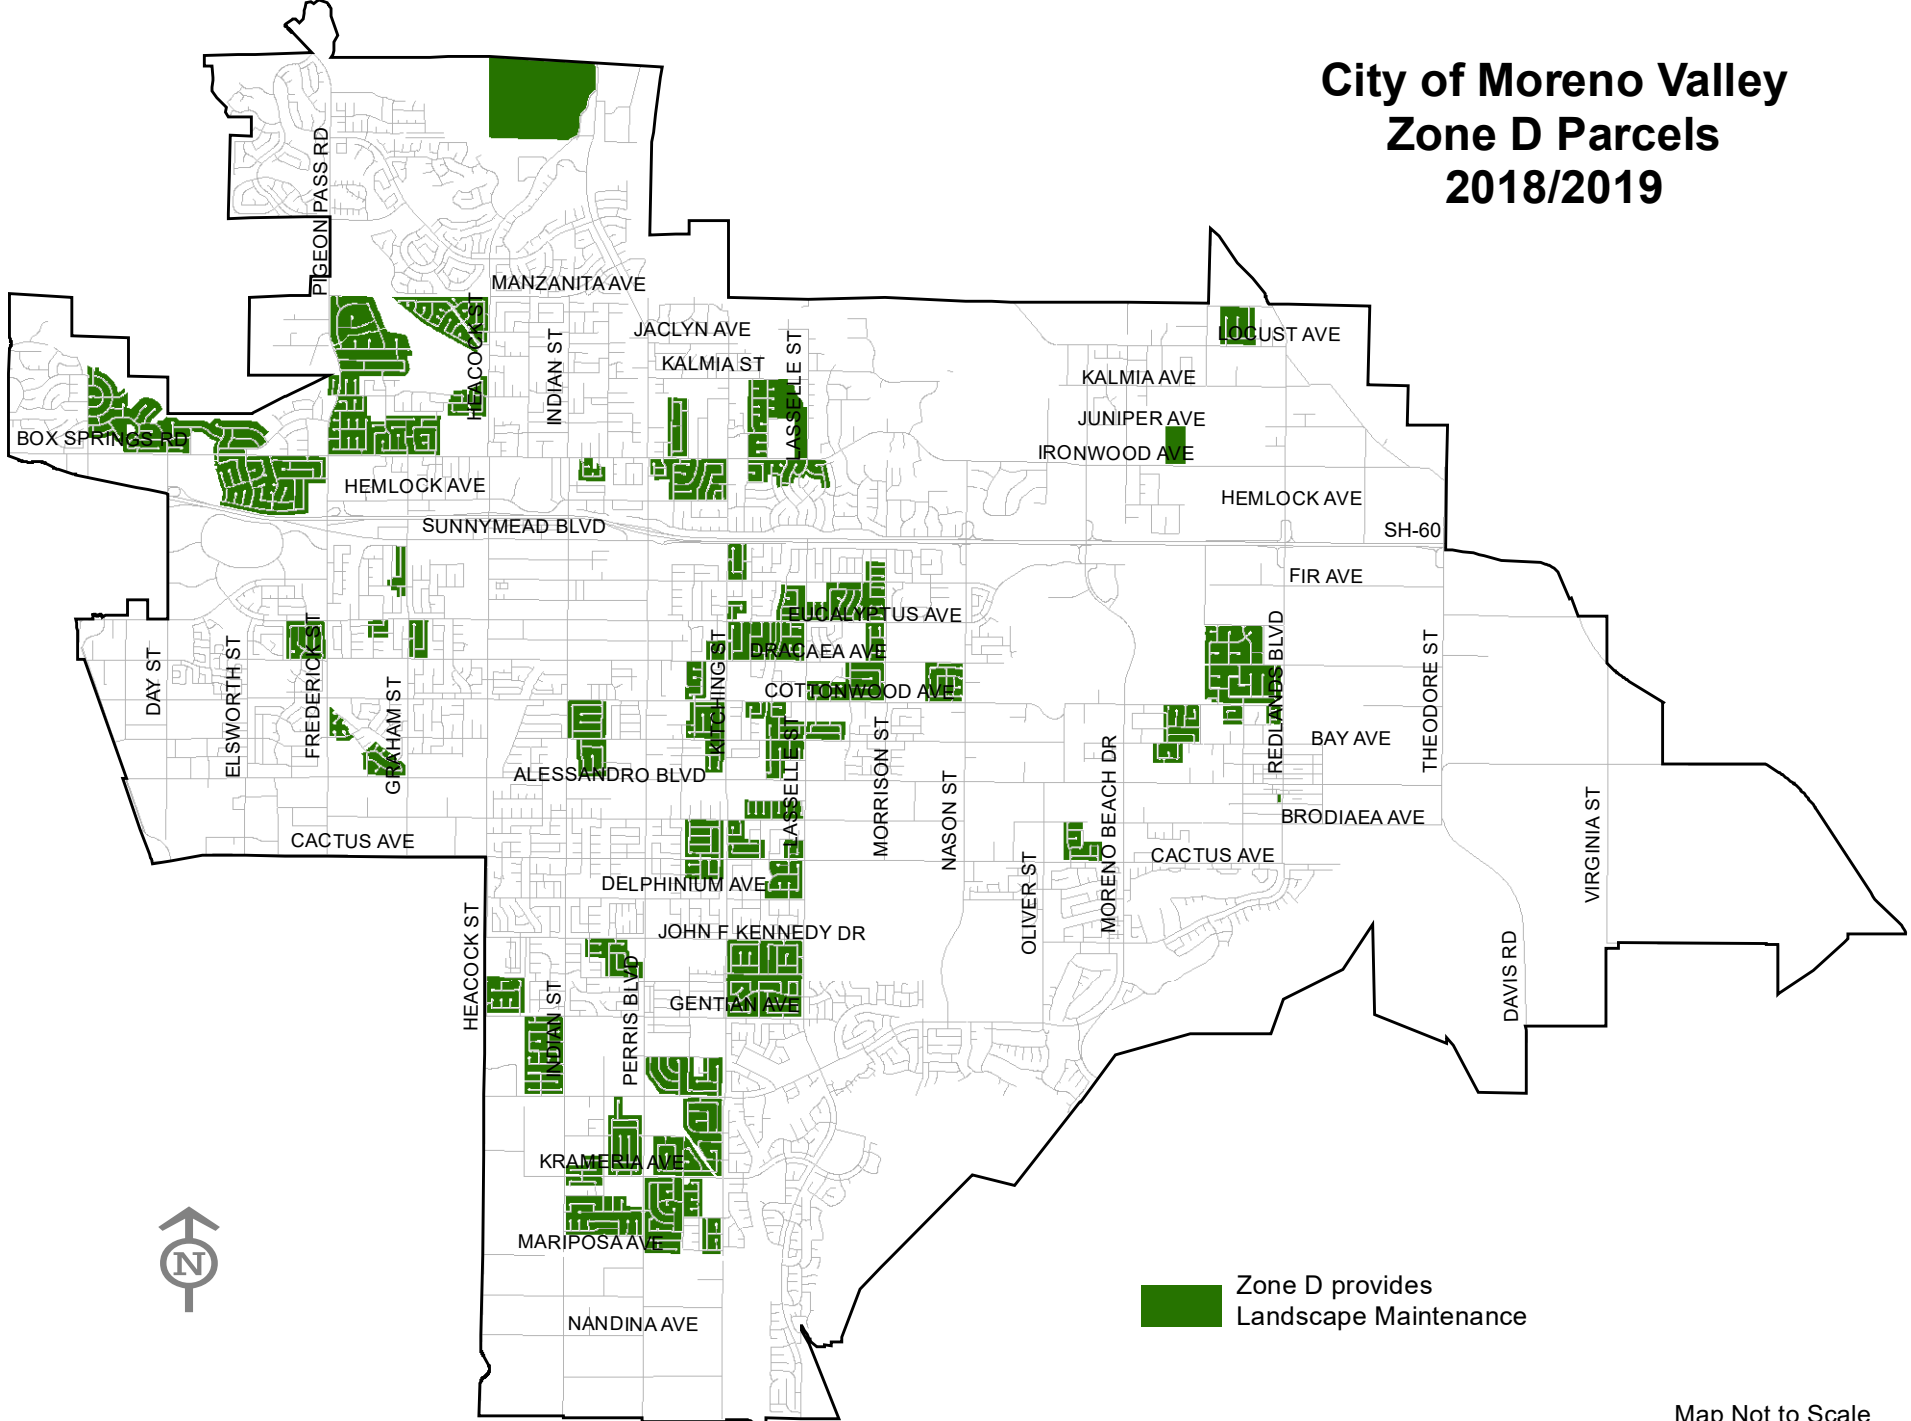 City of Moreno Valley
Zone D Parcels
2018/2019
PIGEON PASS RD
MANZANITA AVE
HEACOCK ST
INDIAN ST
JACLYN AVE
KALMIA ST
LASSELLE ST
LOCUST AVE
KALMIA AVE
JUNIPER AVE
IRONWOOD AVE
BOX SPRINGS RD
HEMLOCK AVE
HEMLOCK AVE
SUNNYMEAD BLVD
SH-60
FIR AVE
EUCALYPTUS AVE
DRACAEA AVE
COTTONWOOD AVE
DAY ST
ELSWORTH ST
FREDERICK ST
GRAHAM ST
KITCHING ST
LASSELLE ST
MORRISON ST
NASON ST
MORENO BEACH DR
REDLANDS BLVD
THEODORE ST
BAY AVE
ALESSANDRO BLVD
BRODIAEA AVE
VIRGINIA ST
CACTUS AVE
CACTUS AVE
DELPHINIUM AVE
OLIVER ST
HEACOCK ST
JOHN F KENNEDY DR
DAVIS RD
INDIAN ST
PERRIS BLVD
GENTIAN AVE
KRAMERIA AVE
MARIPOSA AVE
N
NANDINA AVE
Zone D provides
Landscape Maintenance
Map Not to Scale